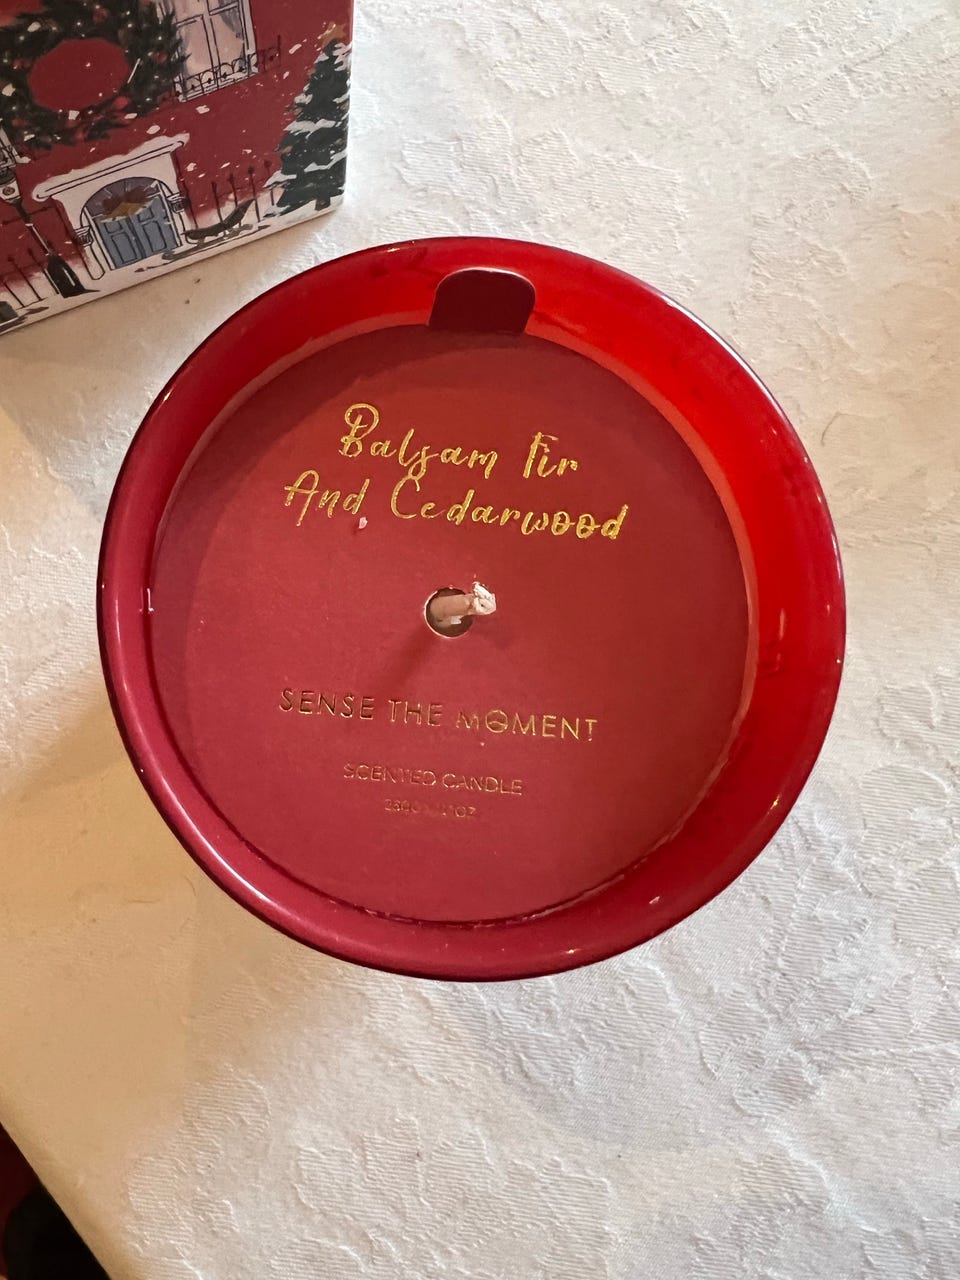 Balsam Fir
And Cedarwood
SENSE THE MOMENT
SCENTED CANDLE